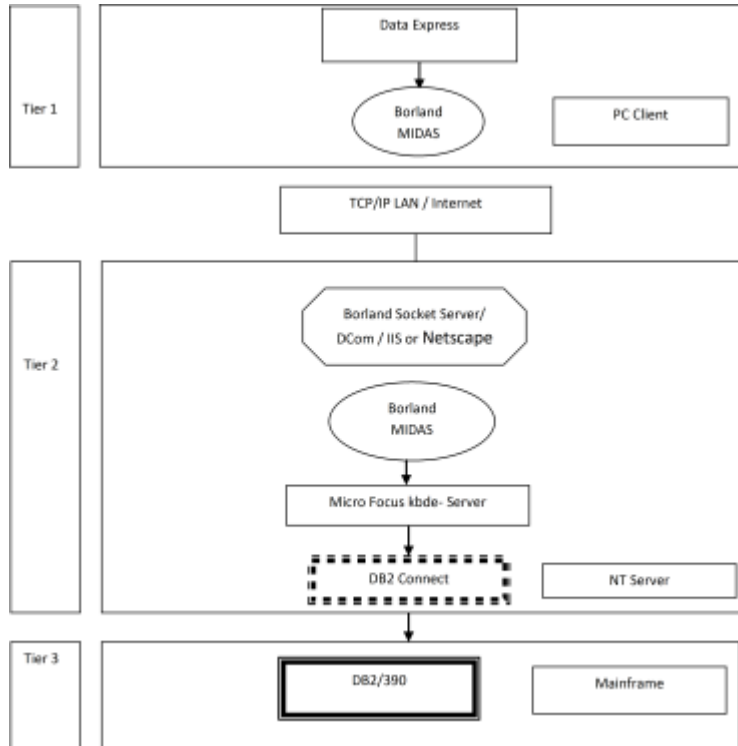 Data Express
Tier 1
Borland
MIDAS
PC Client
TCP/IP LAN / Internet
Borland Socket Server/
DCom / IIS or Netscape
Tier 2
Borland
MIDAS
Micro Focus kbde- Server
DB2 Connect
NT Server
Tier 3
DB2/390
Mainframe